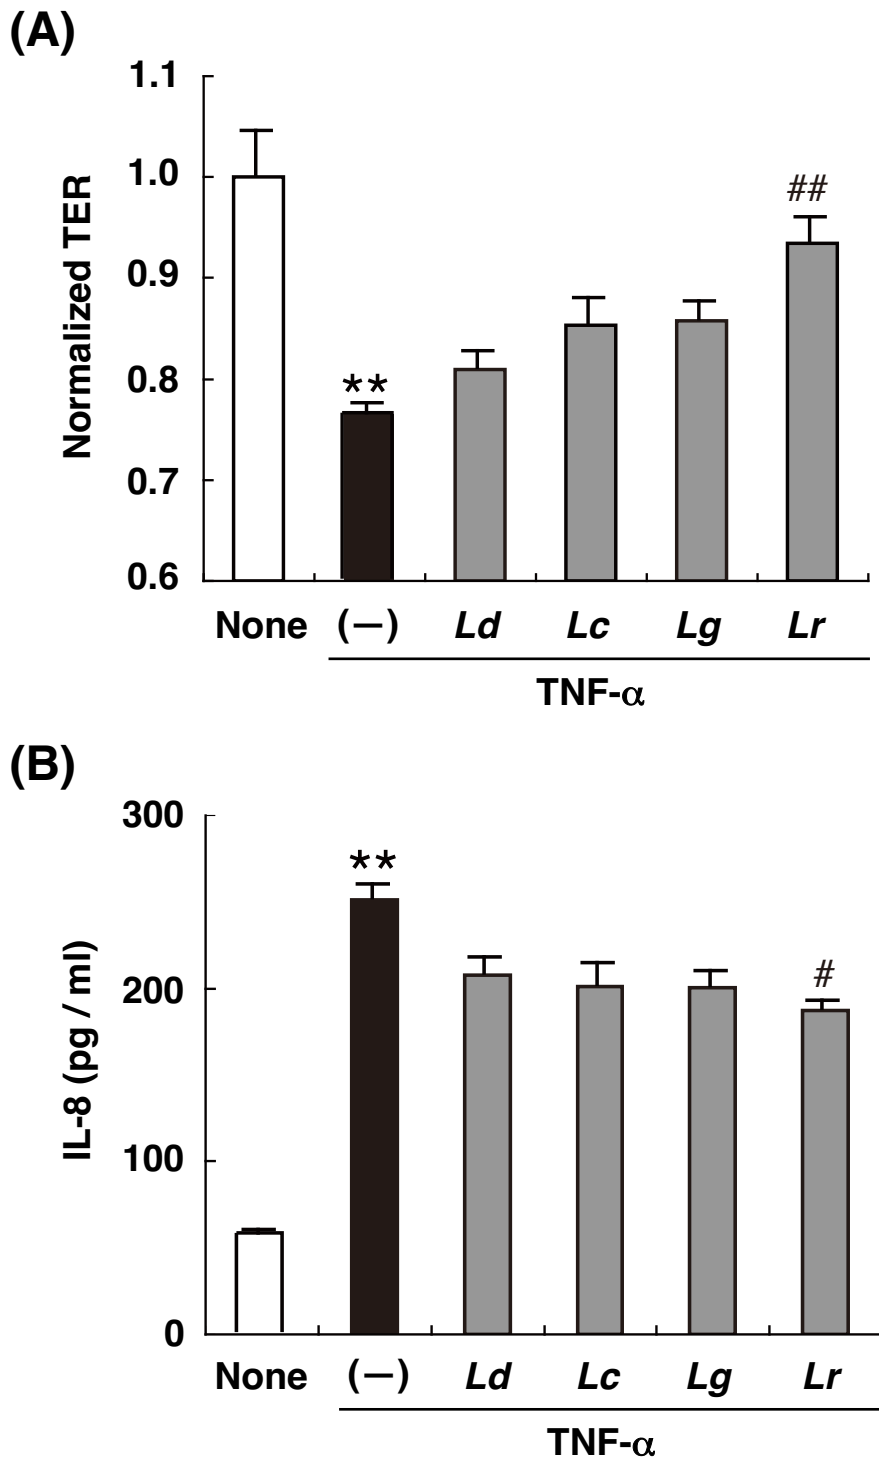 (A)
Normalized TER
1.1
1.0
0.9
0.8
0.7
0.6
**
##
None (−) Ld Lc Lg Lr
TNF-α
(B)
IL-8 (pg / ml)
300
200
100
0
**
#
None (−) Ld Lc Lg Lr
TNF-α